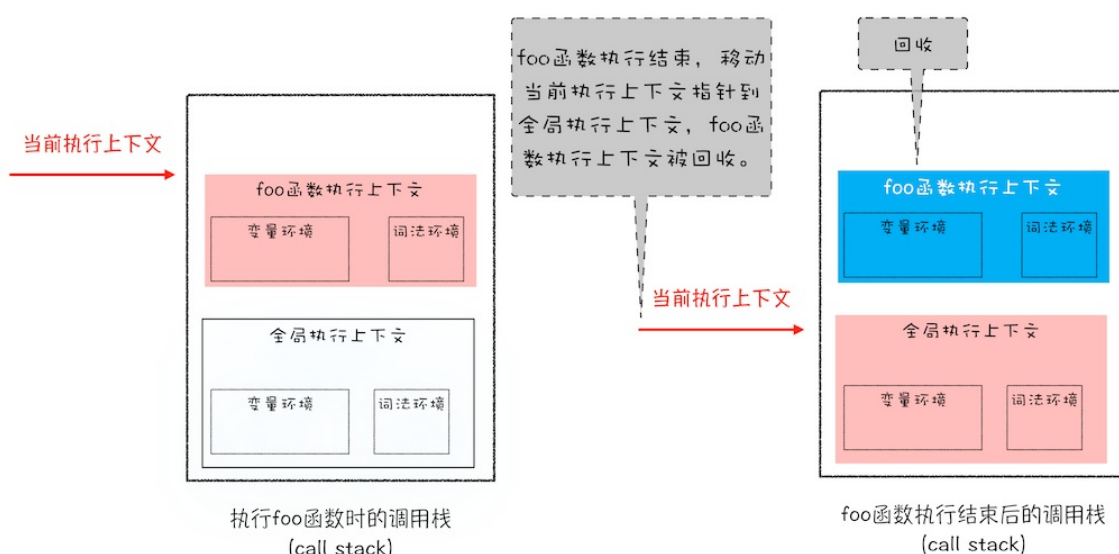 当前执行上下文
foo函数执行上下文
变量环境
词法环境
全局执行上下文
变量环境
词法环境
执行foo函数时的调用栈
(call stack)
foo函数执行结束，移动
当前执行上下文指针到
全局执行上下文，foo函
数执行上下文被回收。
当前执行上下文
回收
foo函数执行上下文
变量环境
词法环境
全局执行上下文
变量环境
词法环境
foo函数执行结束后的调用栈
(call stack)